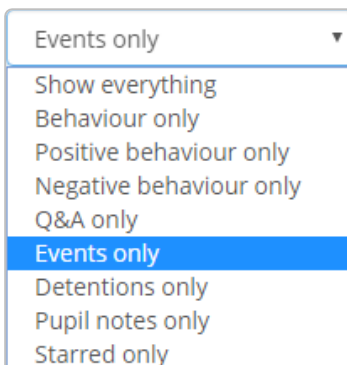 Events only
Show everything
Behaviour only
Positive behaviour only
Negative behaviour only
Q&A only
Events only
Detentions only
Pupil notes only
Starred only